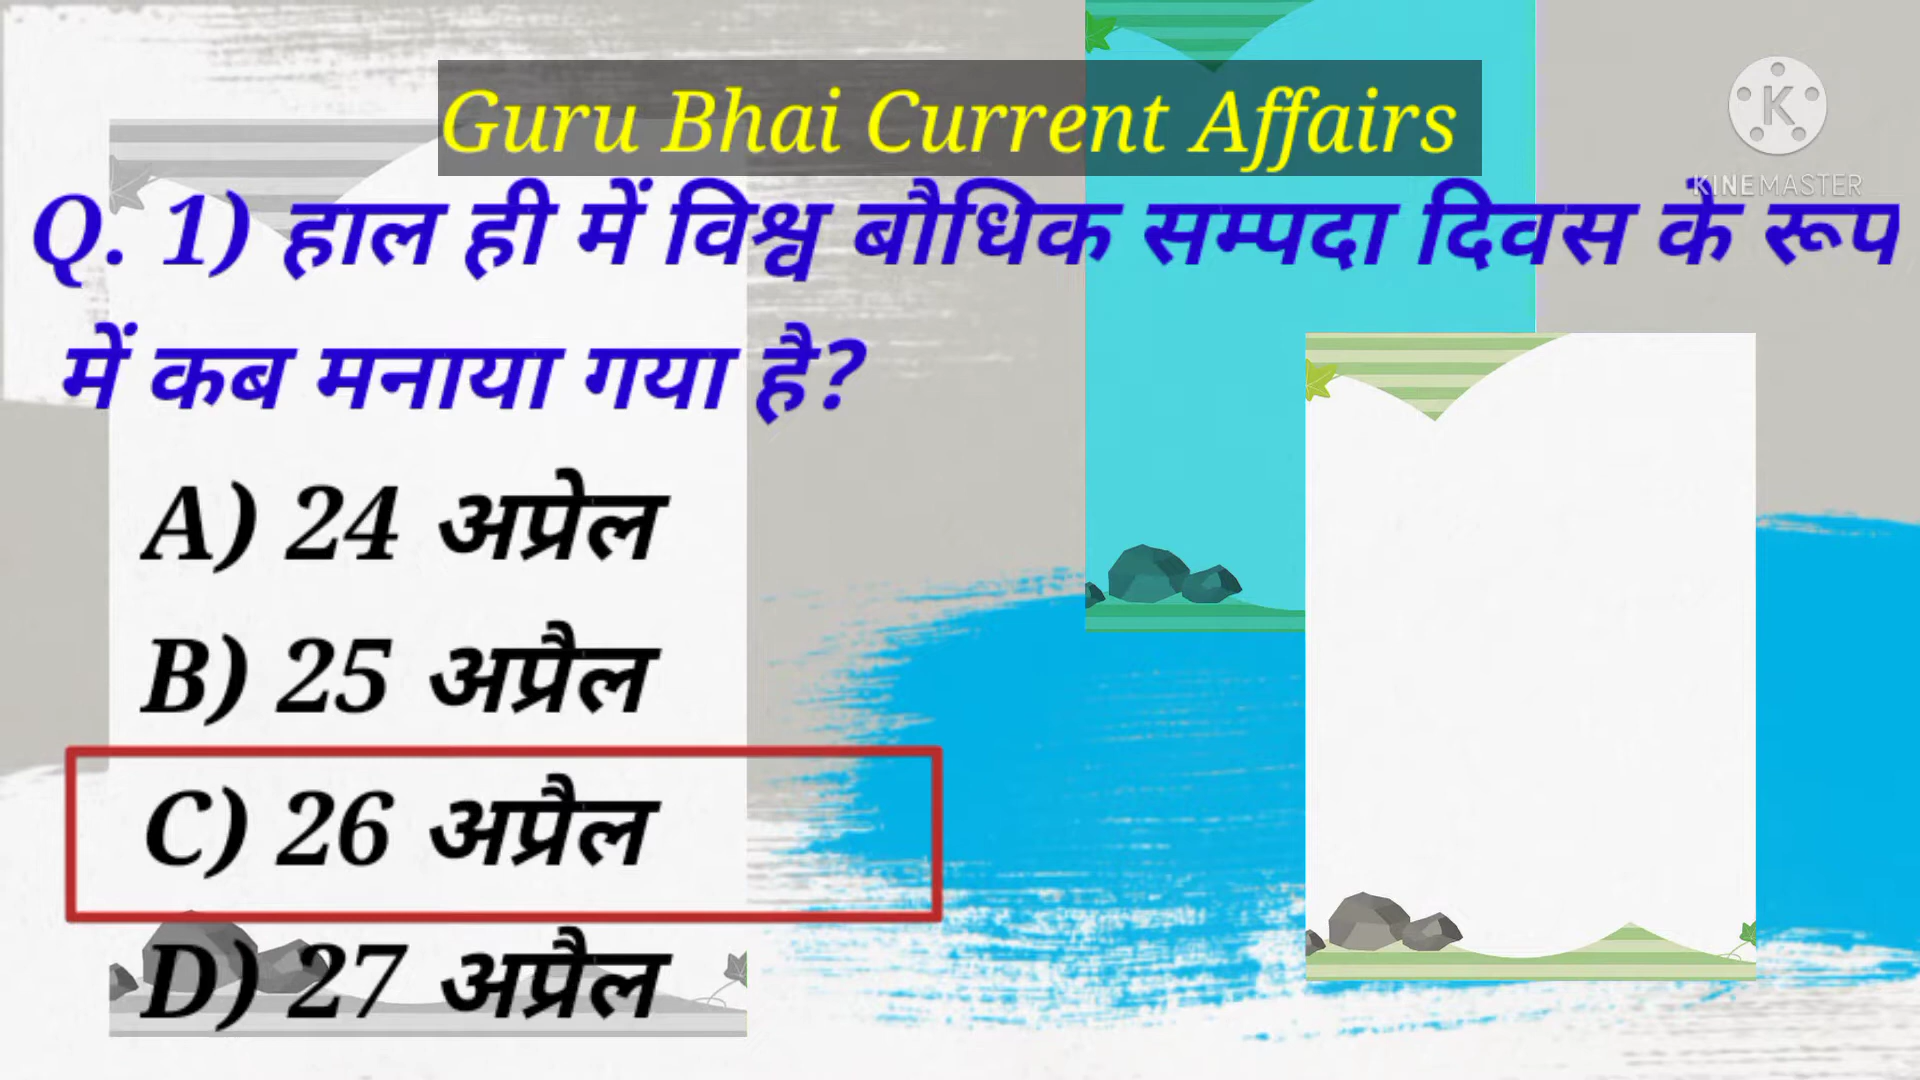 Guru Bhai Current Affairs
K
KINEMASTER
Q. 1) हाल ही में विश्व बौधिक सम्पदा दिवस के रूप
में कब मनाया गया है?
A) 24 अप्रेल
B) 25 अप्रैल
C) 26 अप्रैल
D) 27 अप्रैल